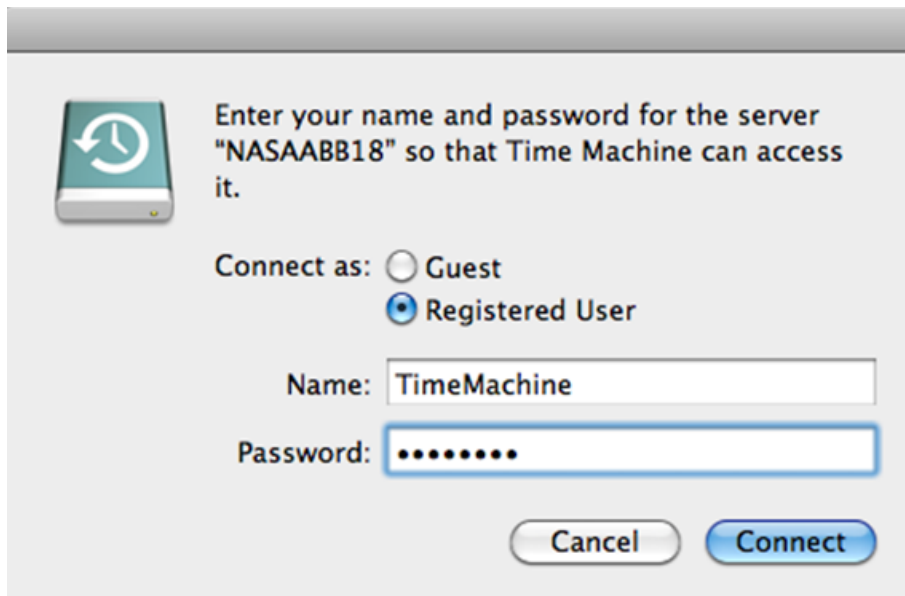 Enter your name and password for the server
“NASAABB18” so that Time Machine can access
it.
Connect as: Guest
Registered User
Name: TimeMachine
Password: ••••••••
Cancel Connect